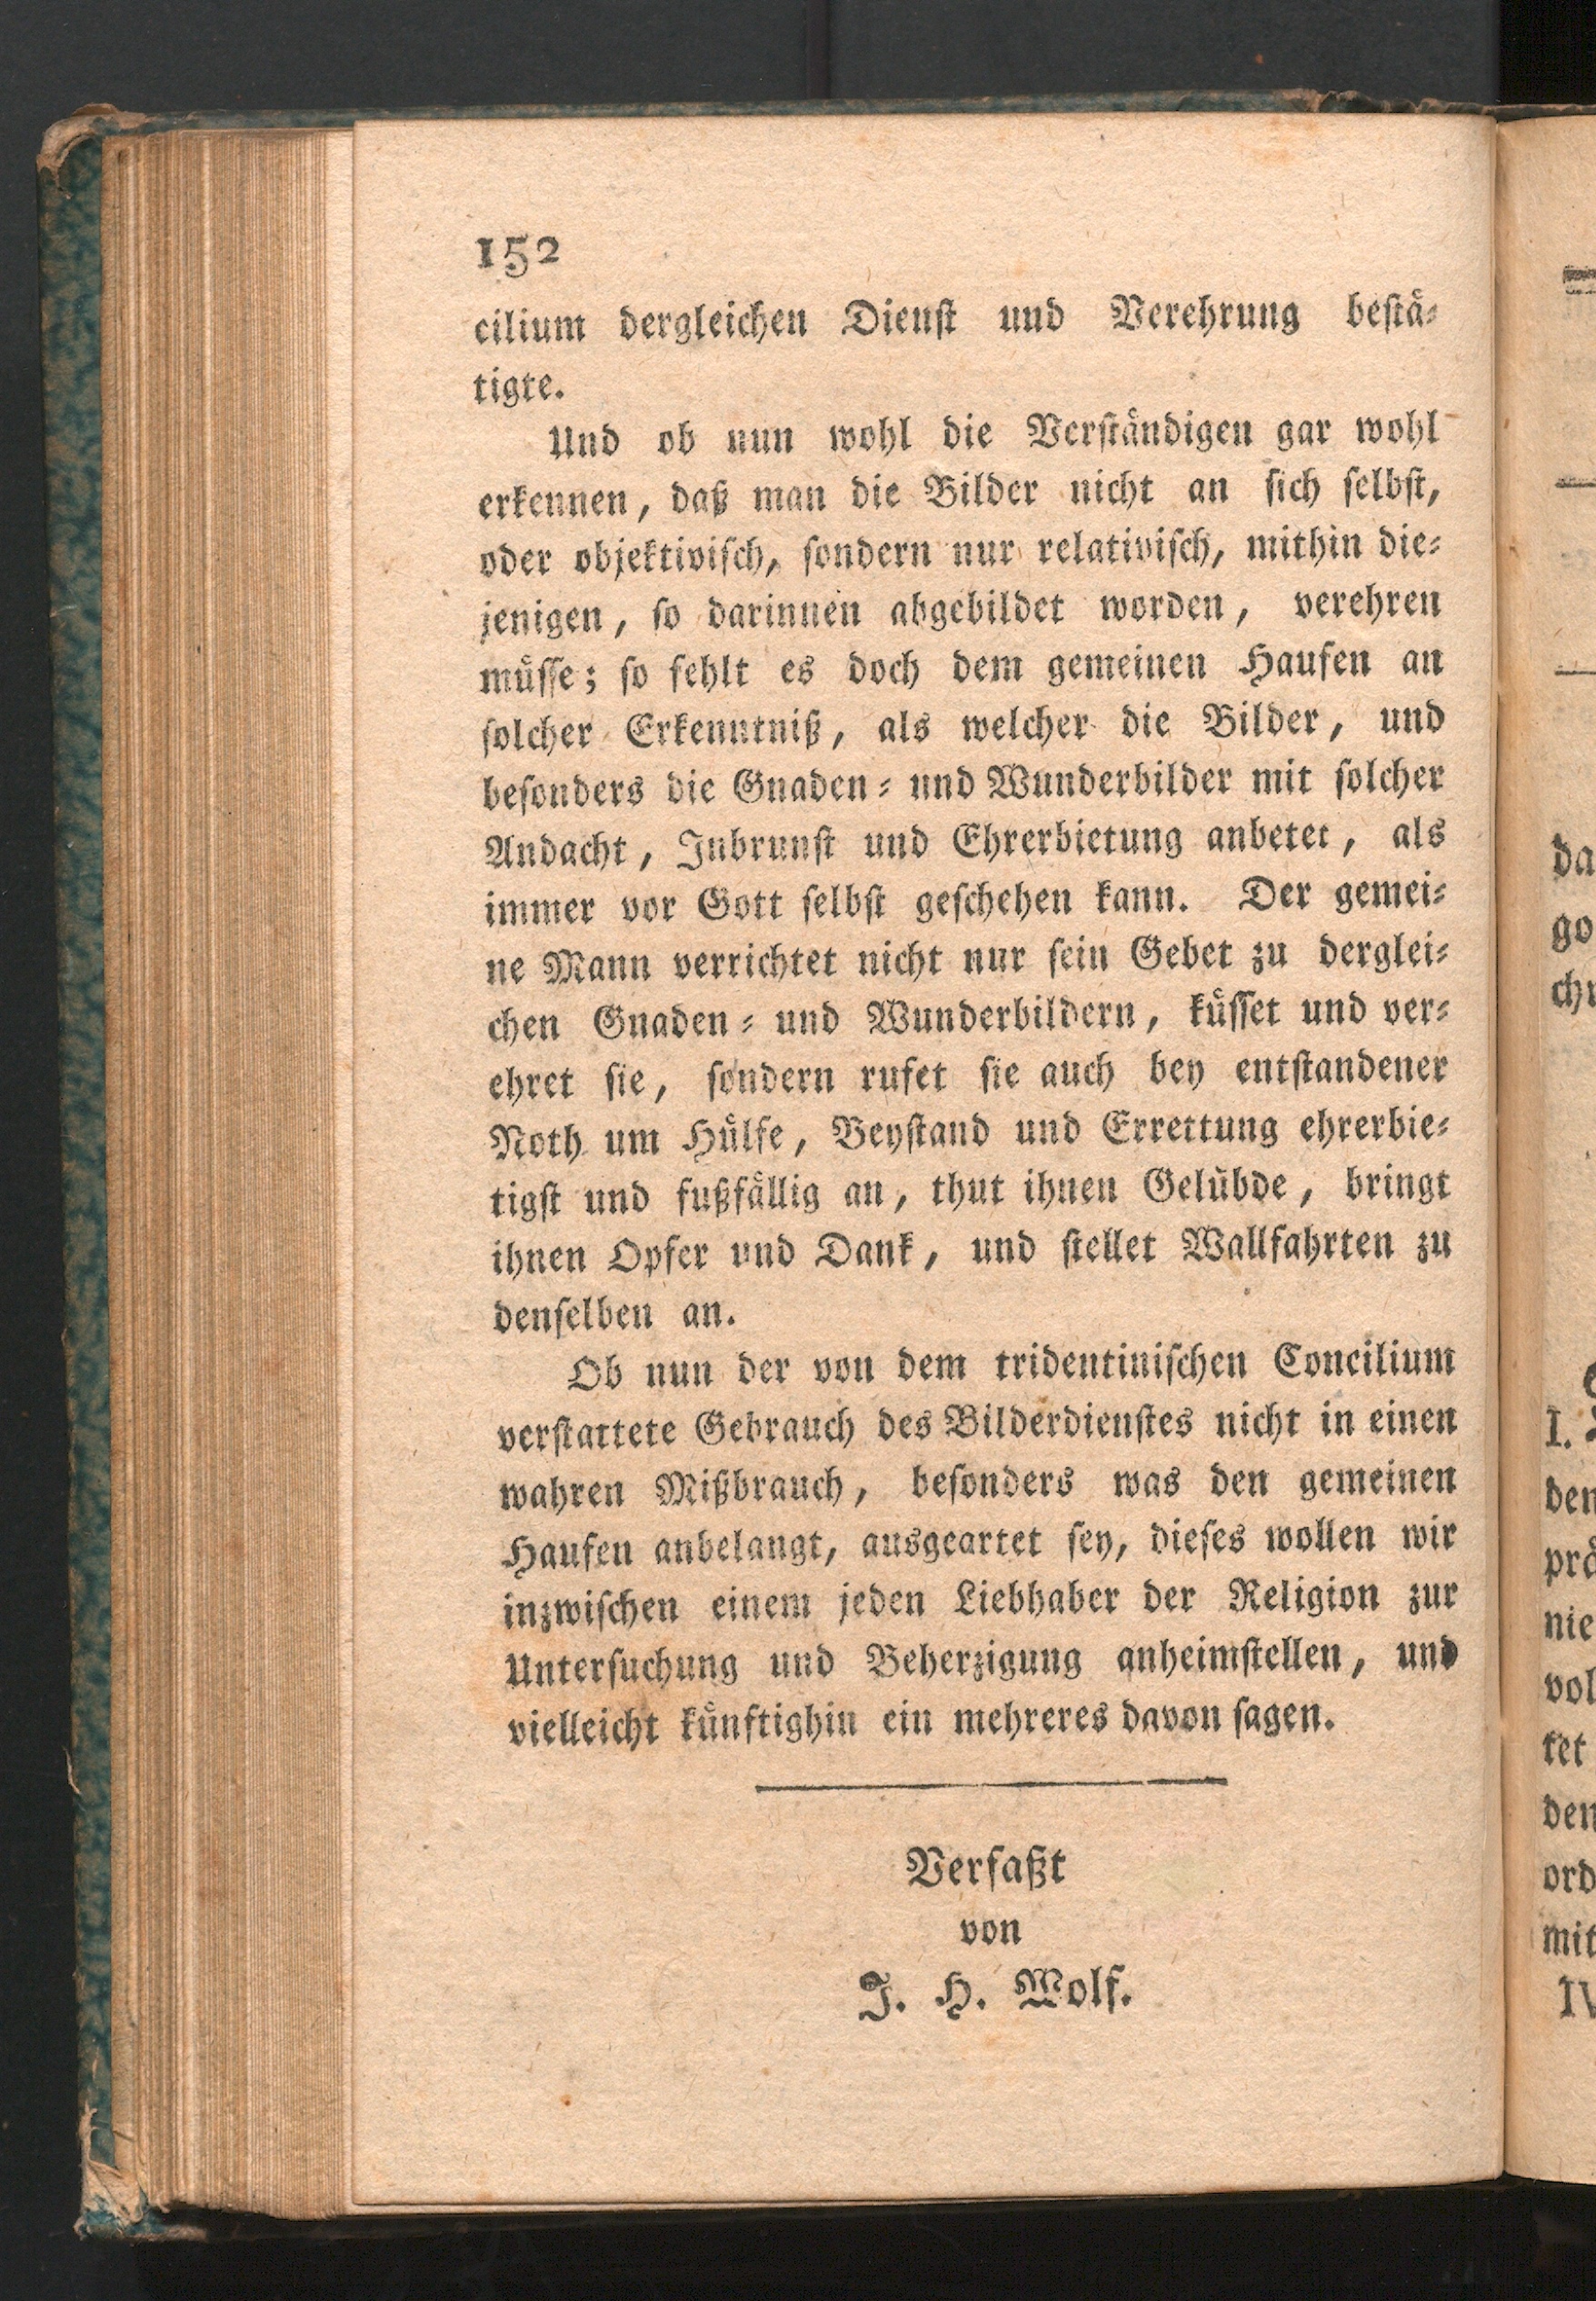 152
cilium dergleichen Dienst und Verehrung bestä⸗
tigte.
Und ob nun wohl die Verständigen gar wohl
erkennen, daß man die Bilder nicht an sich selbst,
oder objektivisch, sondern nur relativisch, mithin die⸗
jenigen, so darinnen abgebildet worden, verehren
müsse; so fehlt es doch dem gemeinen Haufen an
solcher Erkenntniß, als welcher die Bilder, und
besonders die Gnaden⸗ und Wunderbilder mit solcher
Andacht, Inbrunst und Ehrerbietung anbetet, als
immer vor Gott selbst geschehen kann. Der gemei⸗
ne Mann verrichtet nicht nur sein Gebet zu derglei⸗
chen Gnaden⸗ und Wunderbildern, küsset und ver⸗
ehret sie, sondern rufet sie auch bey entstandener
Noth um Hülfe, Beystand und Errettung ehrerbie⸗
tigst und fußfällig an, thut ihnen Gelübde, bringt
ihnen Opfer und Dank, und stellet Wallfahrten zu
denselben an.
Ob nun der von dem tridentinischen Concilium
verstattete Gebrauch des Bilderdienstes nicht in einen
wahren Mißbrauch, besonders was den gemeinen
Haufen anbelangt, ausgeartet sey, dieses wollen wir
inzwischen einem jeden Liebhaber der Religion zur
Untersuchung und Beherzigung anheimstellen, und
vielleicht künftighin ein mehreres davon sagen.
Verfaßt
von
J. H. Wolf.